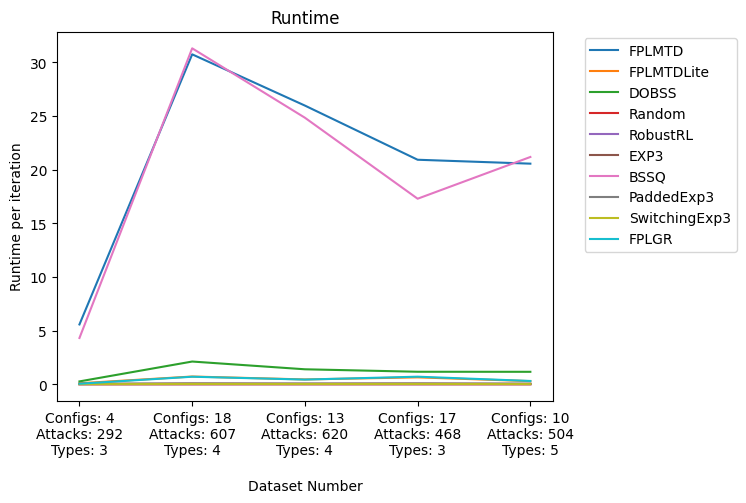 Runtime
Runtime per iteration
30
25
20
15
10
5
0
Configs: 4
Attacks: 292
Types: 3
Configs: 18
Attacks: 607
Types: 4
Configs: 13
Attacks: 620
Types: 4
Configs: 17
Attacks: 468
Types: 3
Configs: 10
Attacks: 504
Types: 5
Dataset Number
FPLMTD
FPLMTDLite
DOBSS
Random
RobustRL
EXP3
BSSQ
PaddedExp3
SwitchingExp3
FPLGR